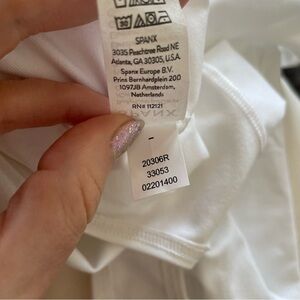 SPANX
3035 Peachtree Road NE
Atlanta, GA.30305, U.S.A.
Spanx Europe B.V.
Prins Bernhardplein 200
1097JB Amsterdam,
Netherlands
RN# 112121
SPANX
–
20306R
33053
02201400